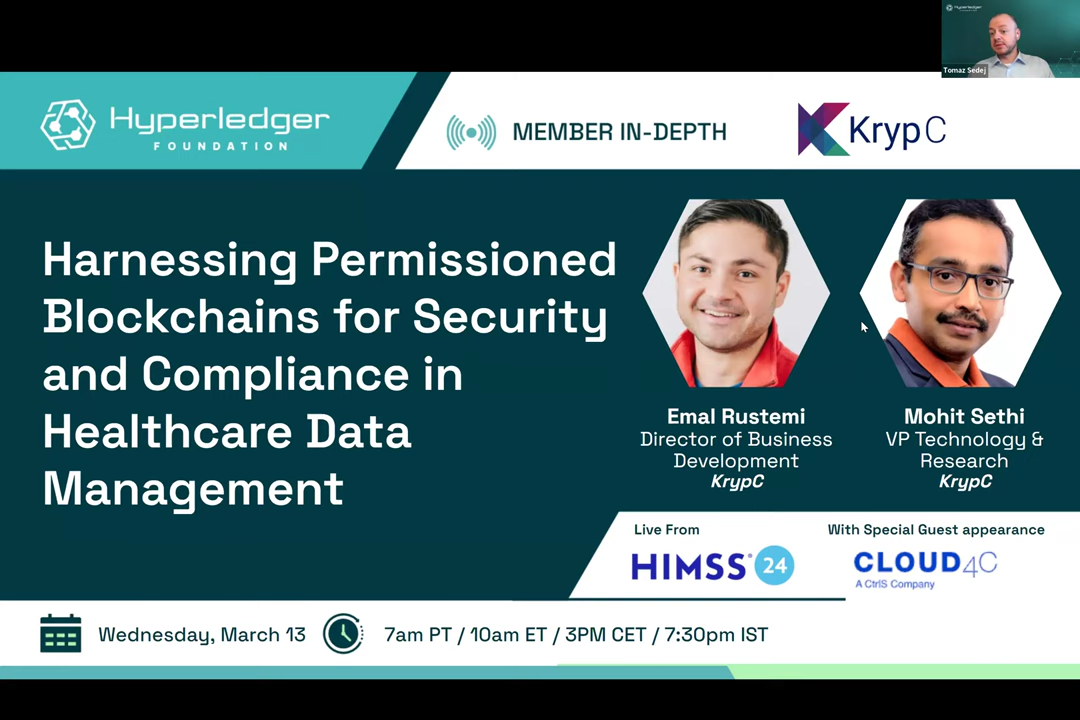 Hyperledger
Tomaz Sedej
Hyperledger
FOUNDATION
MEMBER IN-DEPTH
KrypC
Harnessing Permissioned
Blockchains for Security
and Compliance in
Healthcare Data
Management
Emal Rustemi
Director of Business
Development
KrypC
Mohit Sethi
VP Technology &
Research
KrypC
Live From
HIMSS 24
With Special Guest appearance
CLOUD4C
A CtrlS Company
Wednesday, March 13
7am PT / 10am ET / 3PM CET / 7:30pm IST